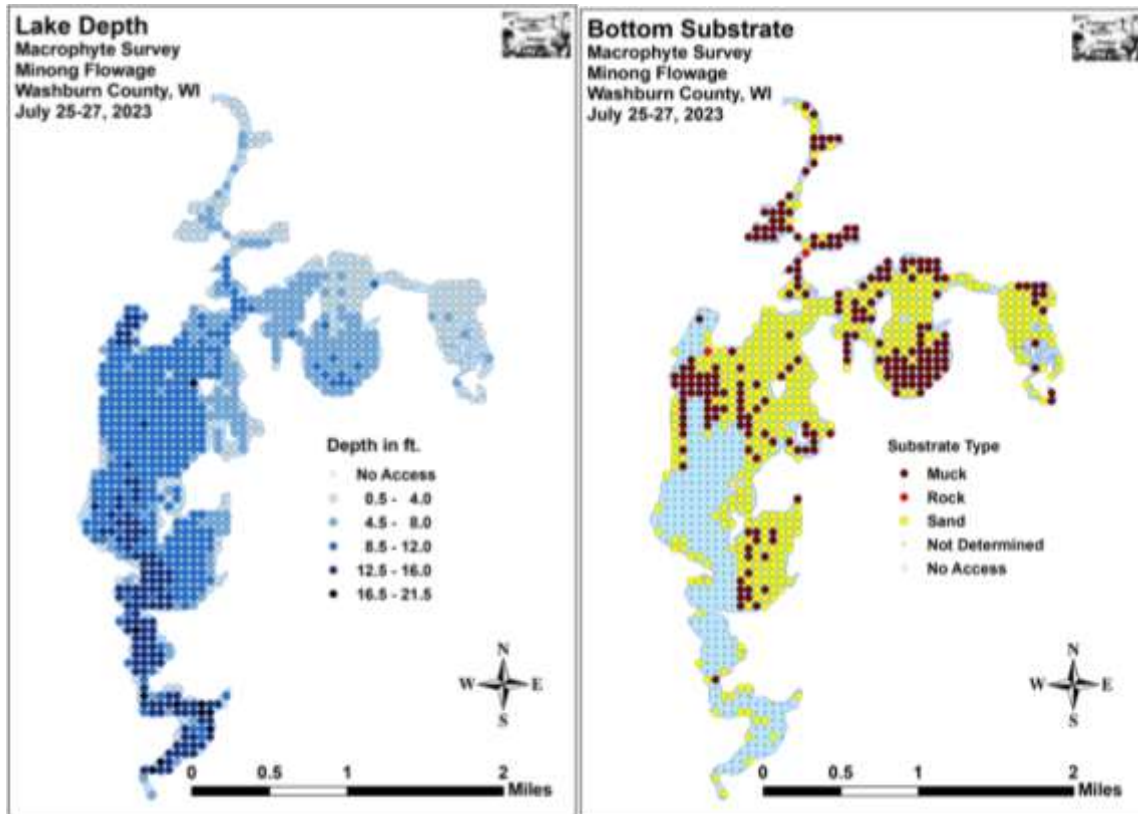 Lake Depth
Macrophyte Survey
Minong Flowage
Washburn County, WI
July 25-27, 2023
Depth in ft.
No Access
0.5 - 4.0
4.5 - 8.0
8.5 - 12.0
12.5 - 16.0
16.5 - 21.5
N
W E
S
0 0.5 1 2
Miles
Bottom Substrate
Macrophyte Survey
Minong Flowage
Washburn County, WI
July 25-27, 2023
Substrate Type
Muck
Rock
Sand
Not Determined
No Access
N
W E
S
0 0.5 1 2
Miles